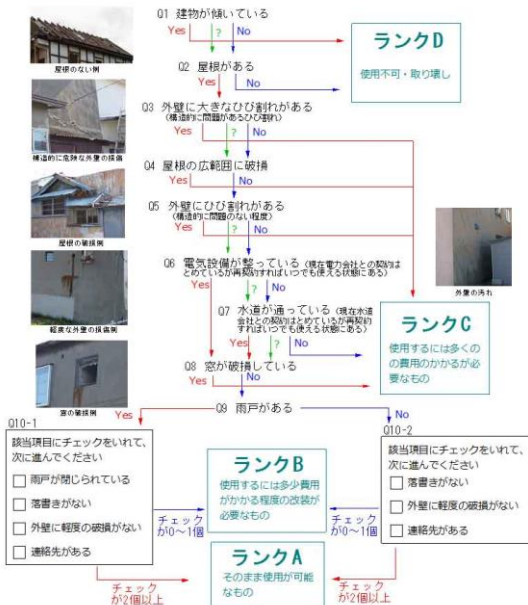 Q1 建物が傾いている
Yes ? No
ランクD
使用不可・取り壊し
屋根のない例
Q2 屋根がある
Yes No
Q3 外壁に大きなひび割れがある
(構造的に問題があるひび割れ)
Yes ? No
構造的に危険な外壁の損傷
Q4 屋根の広範囲に破損
Yes No
Q5 外壁にひび割れがある
(構造的に問題のない程度)
Yes ? No
屋根の破損例
外壁の汚れ
Q6 電気設備が整っている (現在電力会社との契約は
とめているが再契約すればいつでも使える状態にある)
Yes ? No
Q7 水道が通っている (現在水道
会社との契約はとめているが再契約
すればいつでも使える状態にある)
Yes ? No
軽度な外壁の損傷例
ランクC
使用するには多くの
の費用のかかるが必
要なもの
Q8 窓が破損している
No Yes
窓の破損例
Q9 雨戸がある
Yes No
Q10-1
該当項目にチェックをいれて、
次に進んでください
雨戸が閉じられている
落書きがない
外壁に軽度の破損がない
連絡先がある
Q10-2
該当項目にチェックをいれて、
次に進んでください
落書きがない
外壁に軽度の破損がない
連絡先がある
ランクB
使用するには多少費用
がかかる程度の改装が
必要なもの
チェック
が0～1個
チェック
が0～1個
ランクA
そのまま使用が可能
なもの
チェック
が2個以上
チェック
が2個以上